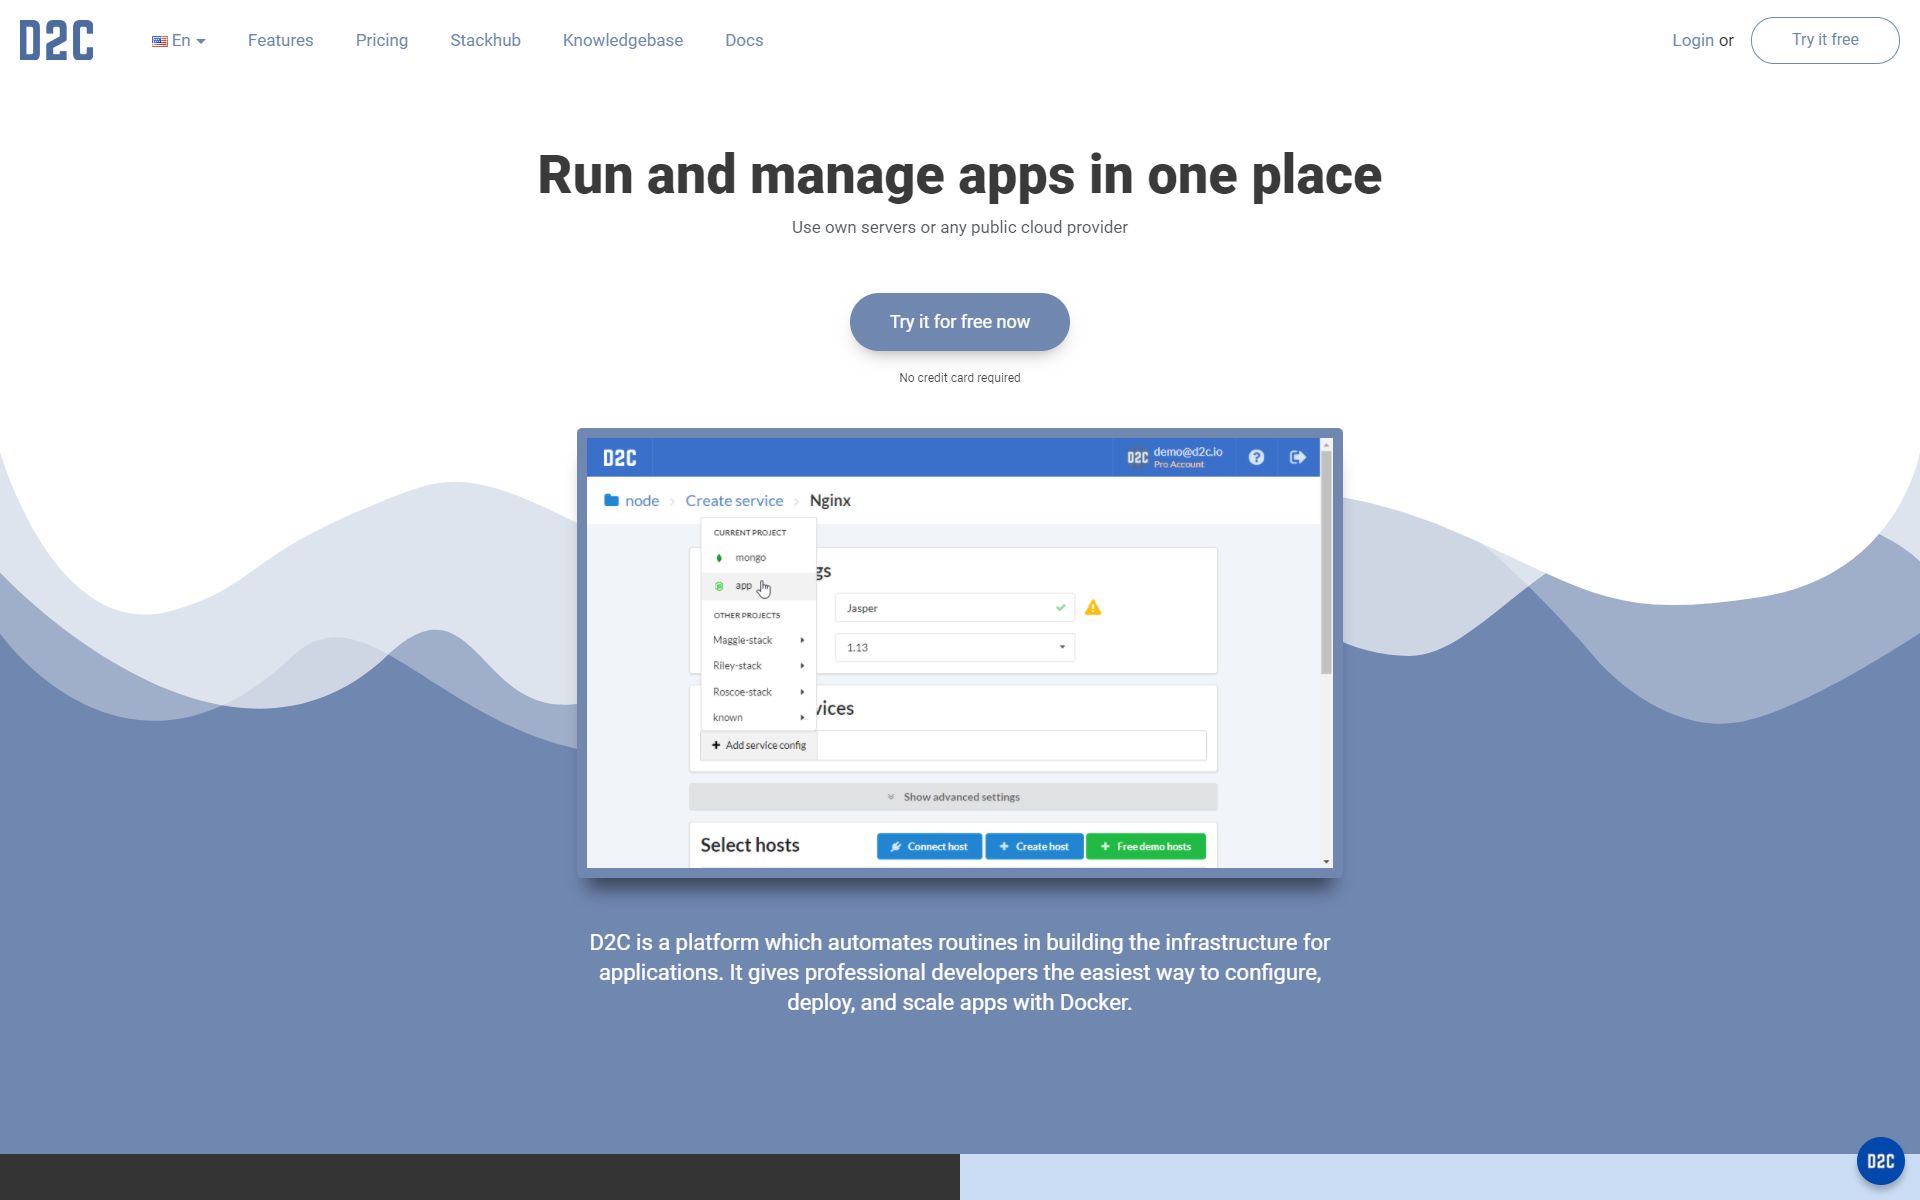 D2C
En
Features
Pricing
Stackhub
Knowledgebase
Docs
Login or
Try it free
Run and manage apps in one place
Use own servers or any public cloud provider
Try it for free now
No credit card required
D2C
D2C
demo@d2c.io
Pro Account
node
Create service
Nginx
CURRENT PROJECT
mongo
app
gs
OTHER PROJECTS
Jasper
Maggie-stack
1.13
Riley-stack
Roscoe-stack
known
vices
Add service config
Show advanced settings
Select hosts
Connect host
Create host
Free demo hosts
D2C is a platform which automates routines in building the infrastructure for
applications. It gives professional developers the easiest way to configure,
deploy, and scale apps with Docker.
D2C